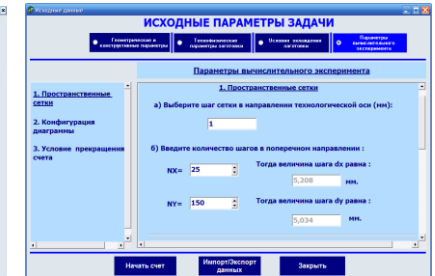 Исходные данные
ИСХОДНЫЕ ПАРАМЕТРЫ ЗАДАЧИ
Геометрические и
конструктивные параметры
Теплофизические
параметры заготовки
Условия охлаждения
заготовки
Параметры
вычислительного
эксперимента
Параметры вычислительного эксперимента
1. Пространственные
сетки
2. Конфигурация
диаграммы
3. Условие прекращения
счета
1. Пространственные сетки
а) Выберите шаг сетки в направлении технологической оси (мм):
1
б) Введите количество шагов в поперечном направлении :
NX= 25
Тогда величина шага dx равна :
5,208 мм.
NY= 150
Тогда величина шага dy равна :
5,034 мм.
Начать счет
Импорт/Экспорт
данных
Закрыть